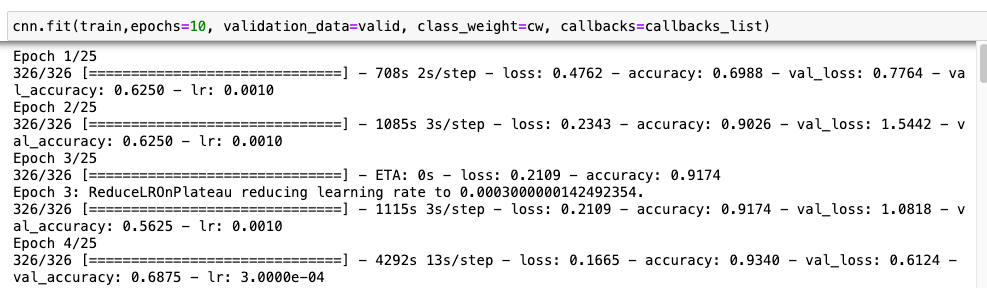 cnn.fit(train,epochs=10, validation_data=valid, class_weight=cw, callbacks=callbacks_list)
Epoch 1/25
326/326 [==============================] - 708s 2s/step - loss: 0.4762 - accuracy: 0.6988 - val_loss: 0.7764 - va
l_accuracy: 0.6250 - lr: 0.0010
Epoch 2/25
326/326 [==============================] - 1085s 3s/step - loss: 0.2343 - accuracy: 0.9026 - val_loss: 1.5442 - v
al_accuracy: 0.6250 - lr: 0.0010
Epoch 3/25
326/326 [==============================] - ETA: 0s - loss: 0.2109 - accuracy: 0.9174
Epoch 3: ReduceLROnPlateau reducing learning rate to 0.0003000000142492354.
326/326 [==============================] - 1115s 3s/step - loss: 0.2109 - accuracy: 0.9174 - val_loss: 1.0818 - v
al_accuracy: 0.5625 - lr: 0.0010
Epoch 4/25
326/326 [==============================] - 4292s 13s/step - loss: 0.1665 - accuracy: 0.9340 - val_loss: 0.6124 -
val_accuracy: 0.6875 - lr: 3.0000e-04